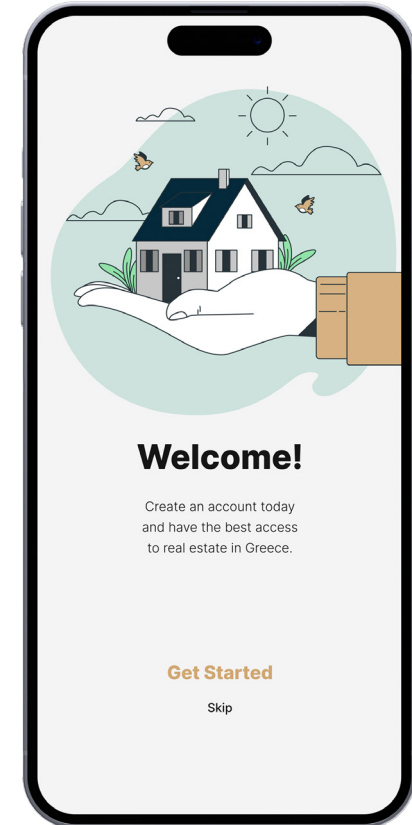 Welcome!
Create an account today
and have the best access
to real estate in Greece.
Get Started
Skip